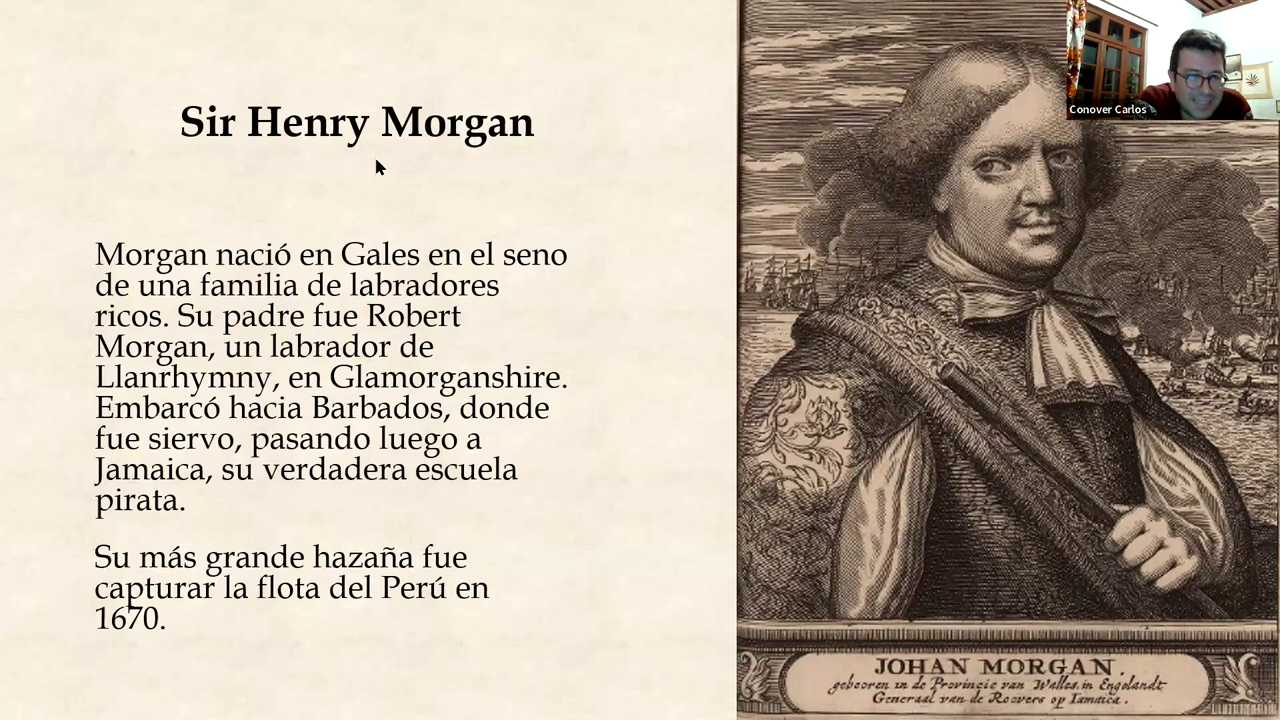 Sir Henry Morgan
Morgan nació en Gales en el seno
de una familia de labradores
ricos. Su padre fue Robert
Morgan, un labrador de
Llanrhymny, en Glamorganshire.
Embarcó hacia Barbados, donde
fue siervo, pasando luego a
Jamaica, su verdadera escuela
pirata.
Su más grande hazaña fue
capturar la flota del Perú en
1670.
Conover Carlos
JOHAN MORGAN.
gebooren in de Provincie van Walles in Engelandt
Generaal van de Roovers op Iamaica.